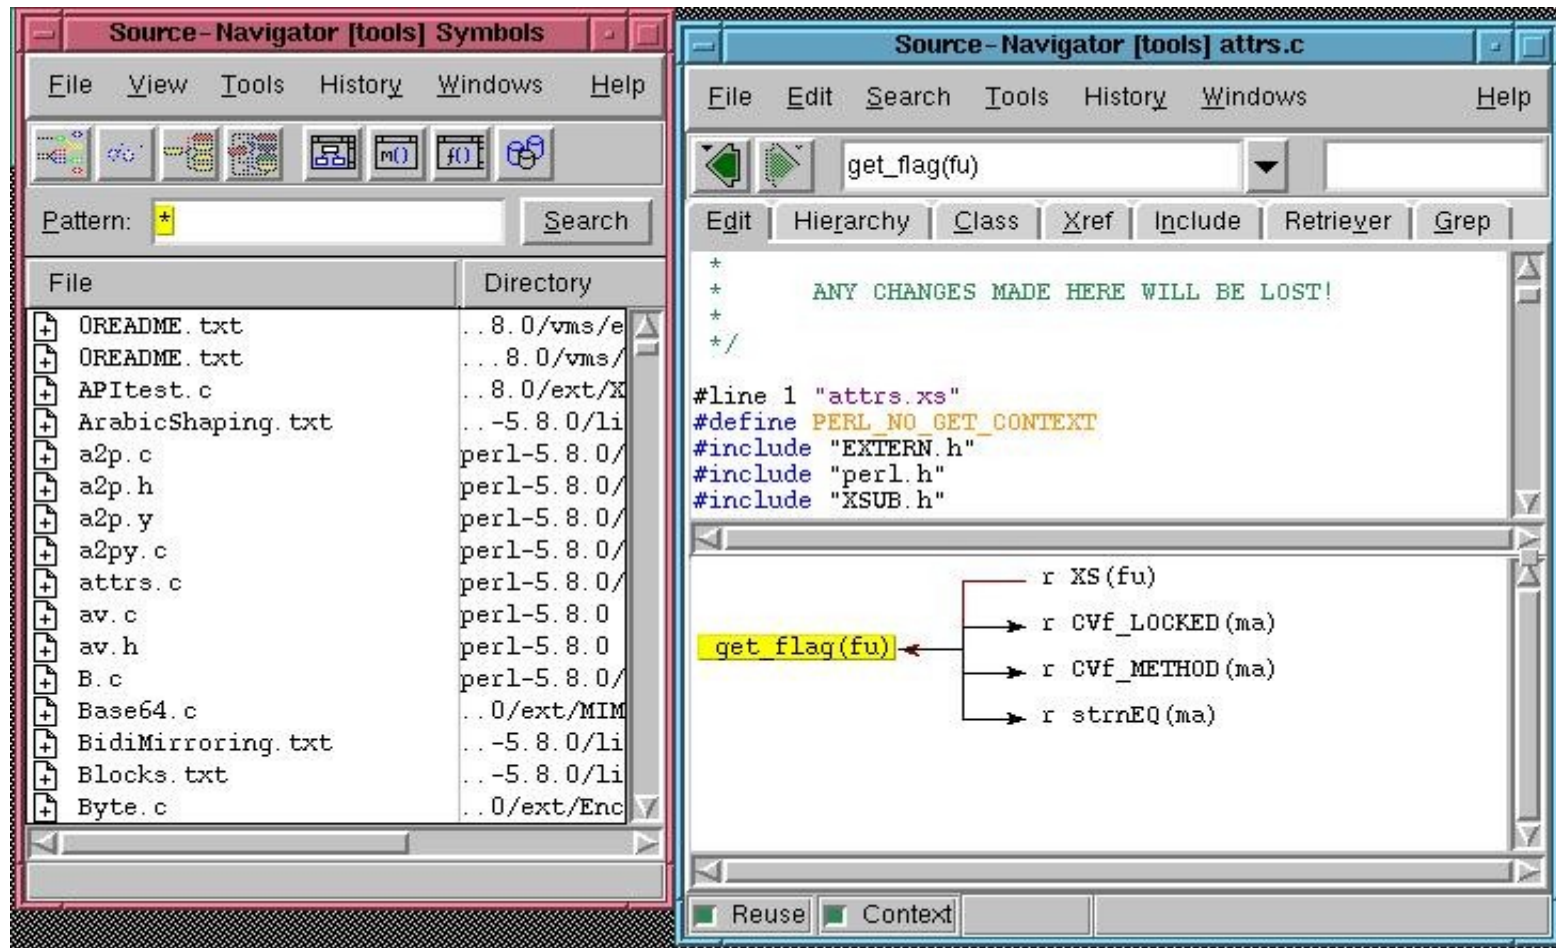 Source-Navigator [tools] Symbols
File View Tools History Windows Help
M() f()
Pattern: * Search
File Directory
0README.txt ..8.0/vms/e
0README.txt ...8.0/vms/
APItest.c ..8.0/ext/X
ArabicShaping.txt ..-5.8.0/li
a2p.c perl-5.8.0/
a2p.h perl-5.8.0/
a2p.y perl-5.8.0/
a2py.c perl-5.8.0/
attrs.c perl-5.8.0/
av.c perl-5.8.0
av.h perl-5.8.0
B.c perl-5.8.0/
Base64.c ..0/ext/MIM
BidiMirroring.txt ..-5.8.0/li
Blocks.txt ..-5.8.0/li
Byte.c ..0/ext/Enc
Source-Navigator [tools] attrs.c
File Edit Search Tools History Windows Help
get_flag(fu)
Edit Hierarchy Class Xref Include Retriever Grep
*
* ANY CHANGES MADE HERE WILL BE LOST!
*
*/
#line 1 "attrs.xs"
#define PERL_NO_GET_CONTEXT
#include "EXTERN.h"
#include "perl.h"
#include "XSUB.h"
r XS(fu)
r CVf_LOCKED(ma)
get_flag(fu)
r CVf_METHOD(ma)
r strnEQ(ma)
Reuse Context